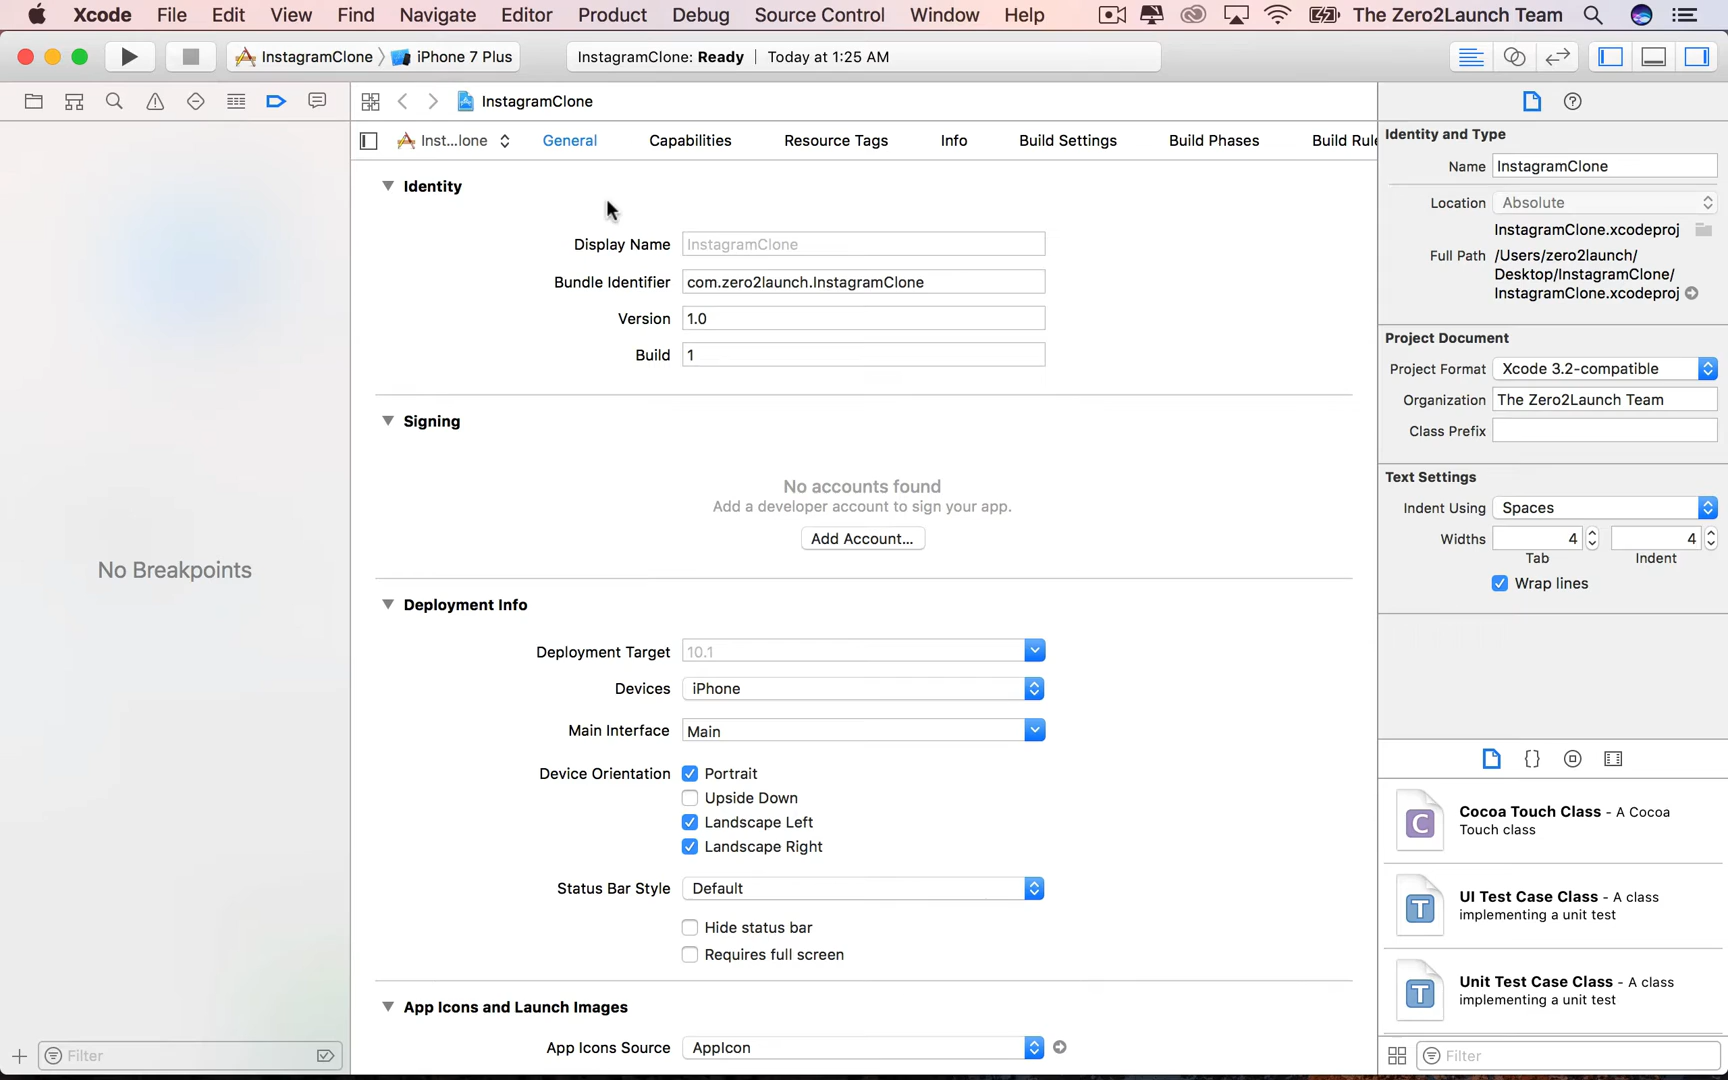 Xcode File Edit View Find Navigate Editor Product Debug Source Control Window Help The Zero2Launch Team
InstagramClone iPhone 7 Plus InstagramClone: Ready Today at 1:25 AM
InstagramClone
Inst...lone General Capabilities Resource Tags Info Build Settings Build Phases Build Rule
Identity
Display Name InstagramClone
Bundle Identifier com.zero2launch.InstagramClone
Version 1.0
Build 1
Signing
No accounts found
Add a developer account to sign your app.
Add Account...
Deployment Info
Deployment Target 10.1
Devices iPhone
Main Interface Main
Device Orientation Portrait
Upside Down
Landscape Left
Landscape Right
Status Bar Style Default
Hide status bar
Requires full screen
App Icons and Launch Images
App Icons Source AppIcon
No Breakpoints
Filter
Identity and Type
Name InstagramClone
Location Absolute
InstagramClone.xcodeproj
Full Path /Users/zero2launch/
Desktop/InstagramClone/
InstagramClone.xcodeproj
Project Document
Project Format Xcode 3.2-compatible
Organization The Zero2Launch Team
Class Prefix
Text Settings
Indent Using Spaces
Widths 4 4
Tab Indent
Wrap lines
{}
C
Cocoa Touch Class - A Cocoa
Touch class
T
UI Test Case Class - A class
implementing a unit test
T
Unit Test Case Class - A class
implementing a unit test
Filter